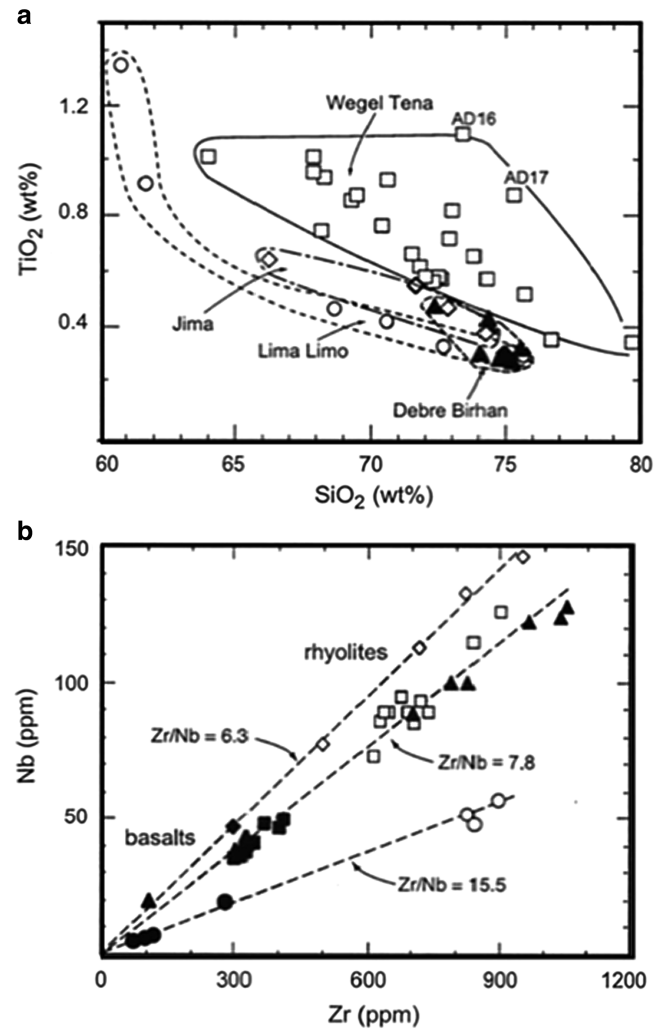 a
1.2
0.8
0.4
TiO2 (wt%)
Wegel Tena
AD16
AD17
Jima
Lima Limo
Debre Birhan
60
65
70
75
80
SiO2 (wt%)
b
150
100
50
Nb (ppm)
rhyolites
Zr/Nb = 6.3
Zr/Nb = 7.8
basalts
Zr/Nb = 15.5
0
300
600
900
1200
Zr (ppm)